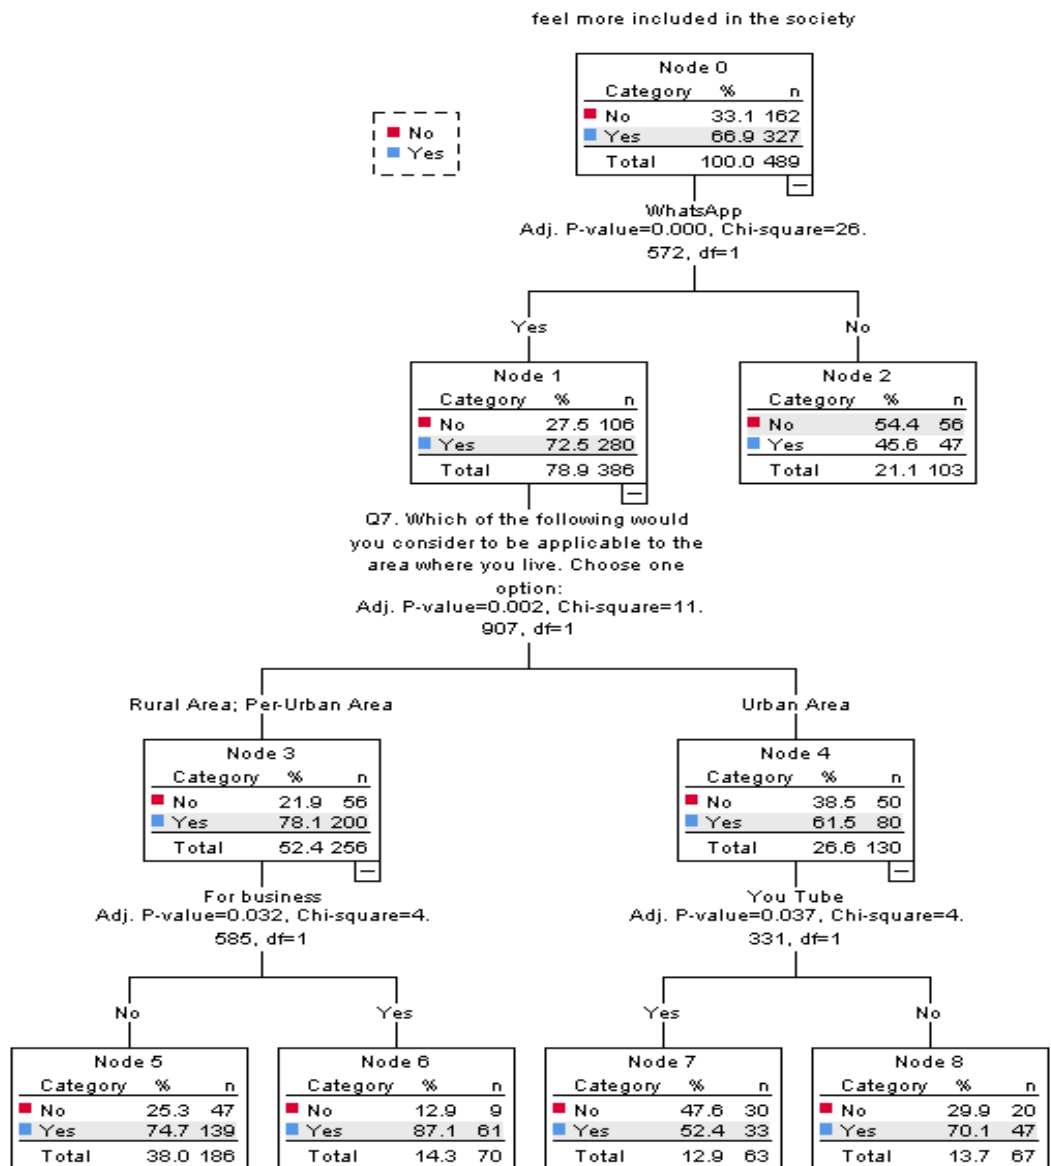 feel more included in the society
Node 0
Category % n
No 33.1 162
Yes 66.9 327
Total 100.0 489
No
Yes
WhatsApp
Adj. P-value=0.000, Chi-square=26.
572, df=1
Yes
No
Node 1
Category % n
No 27.5 106
Yes 72.5 280
Total 78.9 386
Node 2
Category % n
No 54.4 56
Yes 45.6 47
Total 21.1 103
Q7. Which of the following would
you consider to be applicable to the
area where you live. Choose one
option:
Adj. P-value=0.002, Chi-square=11.
907, df=1
Rural Area; Per-Urban Area
Urban Area
Node 3
Category % n
No 21.9 56
Yes 78.1 200
Total 52.4 256
Node 4
Category % n
No 38.5 50
Yes 61.5 80
Total 26.6 130
For business
Adj. P-value=0.032, Chi-square=4.
585, df=1
You Tube
Adj. P-value=0.037, Chi-square=4.
331, df=1
No
Yes
Yes
No
Node 5
Category % n
No 25.3 47
Yes 74.7 139
Total 38.0 186
Node 6
Category % n
No 12.9 9
Yes 87.1 61
Total 14.3 70
Node 7
Category % n
No 47.6 30
Yes 52.4 33
Total 12.9 63
Node 8
Category % n
No 29.9 20
Yes 70.1 47
Total 13.7 67